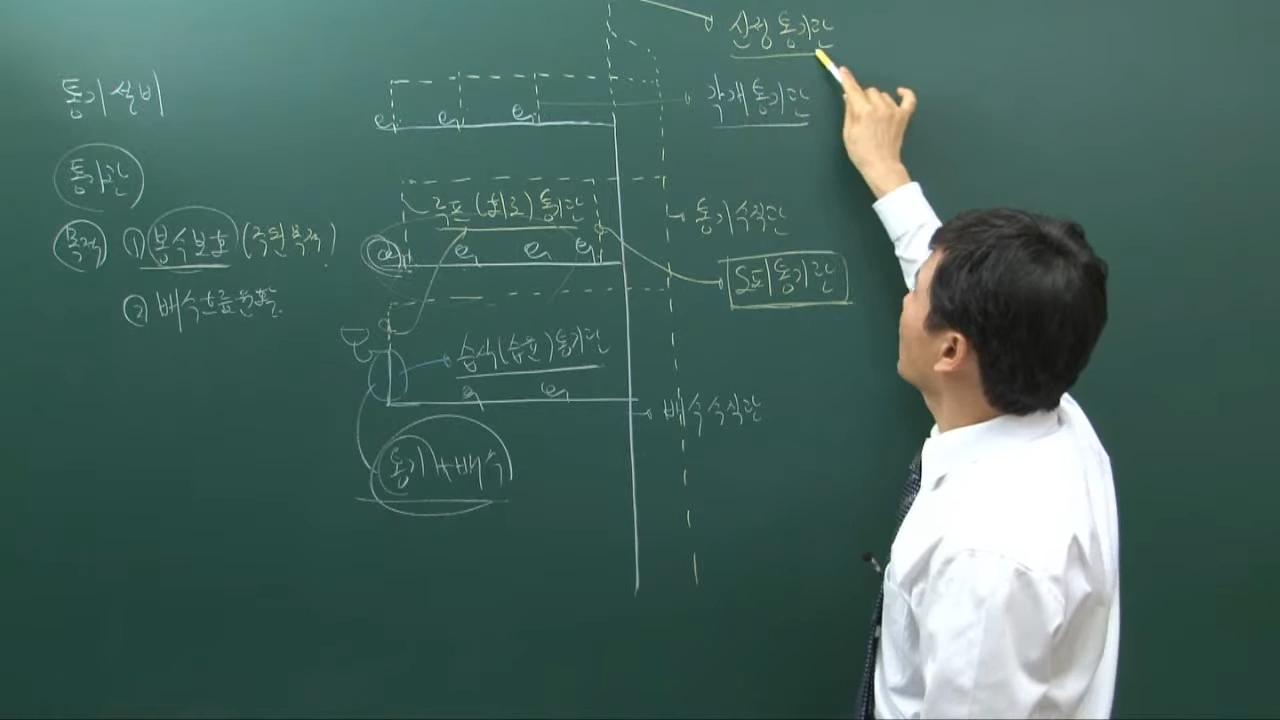 통기설비
통기관
목적 ① 봉수보호 (주된목적)
② 배수흐름원활
신정통기관
각개통기관
루프(회로)통기관
통기수직관
도피통기관
습식(습윤)통기관
배수수직관
통기+배수